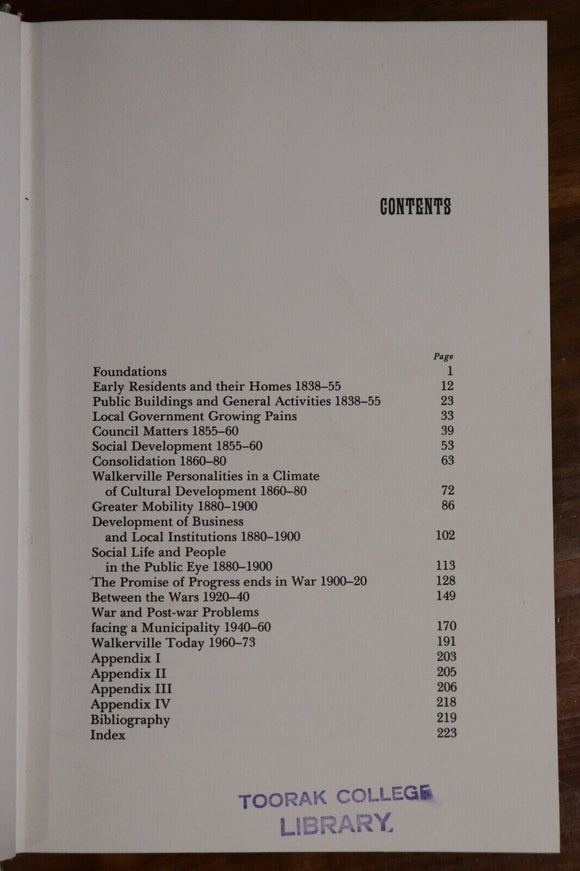 CONTENTS
Page
Foundations 1
Early Residents and their Homes 1838–55 12
Public Buildings and General Activities 1838–55 23
Local Government Growing Pains 33
Council Matters 1855–60 39
Social Development 1855–60 53
Consolidation 1860–80 63
Walkerville Personalities in a Climate
of Cultural Development 1860–80 72
Greater Mobility 1880–1900 86
Development of Business
and Local Institutions 1880–1900 102
Social Life and People
in the Public Eye 1880–1900 113
The Promise of Progress ends in War 1900–20 128
Between the Wars 1920–40 149
War and Post-war Problems
facing a Municipality 1940–60 170
Walkerville Today 1960–73 191
Appendix I 203
Appendix II 205
Appendix III 206
Appendix IV 218
Bibliography 219
Index 223
TOORAK COLLEGE
LIBRARY.